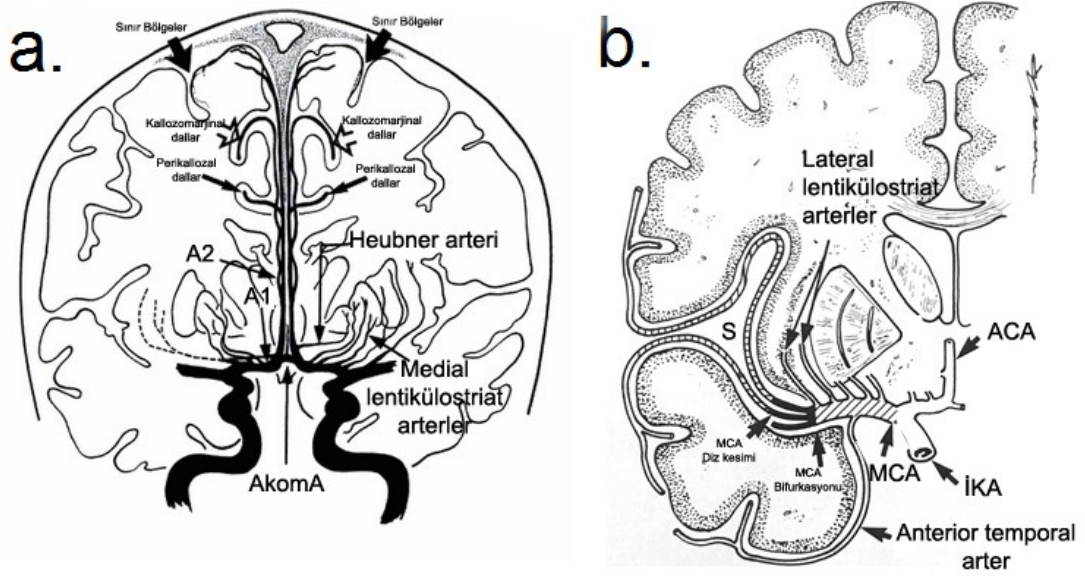 a.
Sınır Bölgeler
Sınır Bölgeler
Kallozomarjinal
dallar
Kallozomarjinal
dallar
Perikallozal
dallar
Perikallozal
dallar
Heubner arteri
A2
A1
Medial
lentikülostriat
arterler
AkomA
b.
Lateral
lentikülostriat
arterler
S
ACA
MCA
Diz kesimi
MCA
Bifurkasyonu
MCA
İKA
Anterior temporal
arter